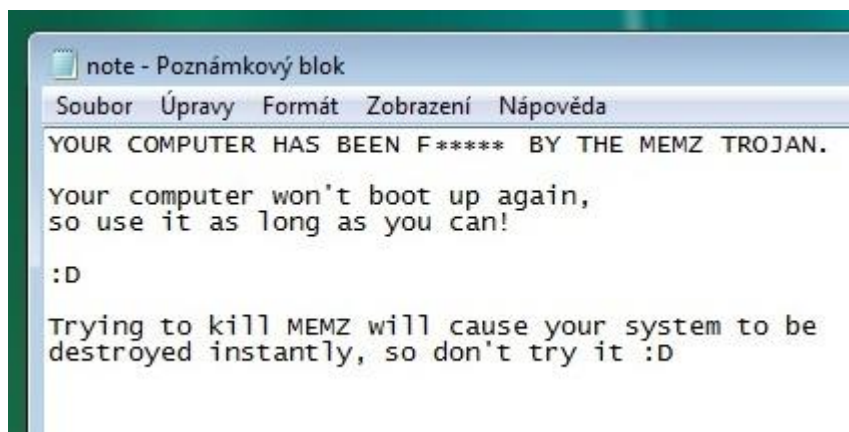 note - Poznámkový blok
Soubor Úpravy Formát Zobrazení Nápověda
YOUR COMPUTER HAS BEEN F***** BY THE MEMZ TROJAN.
Your computer won't boot up again,
so use it as long as you can!
:D
Trying to kill MEMZ will cause your system to be
destroyed instantly, so don't try it :D